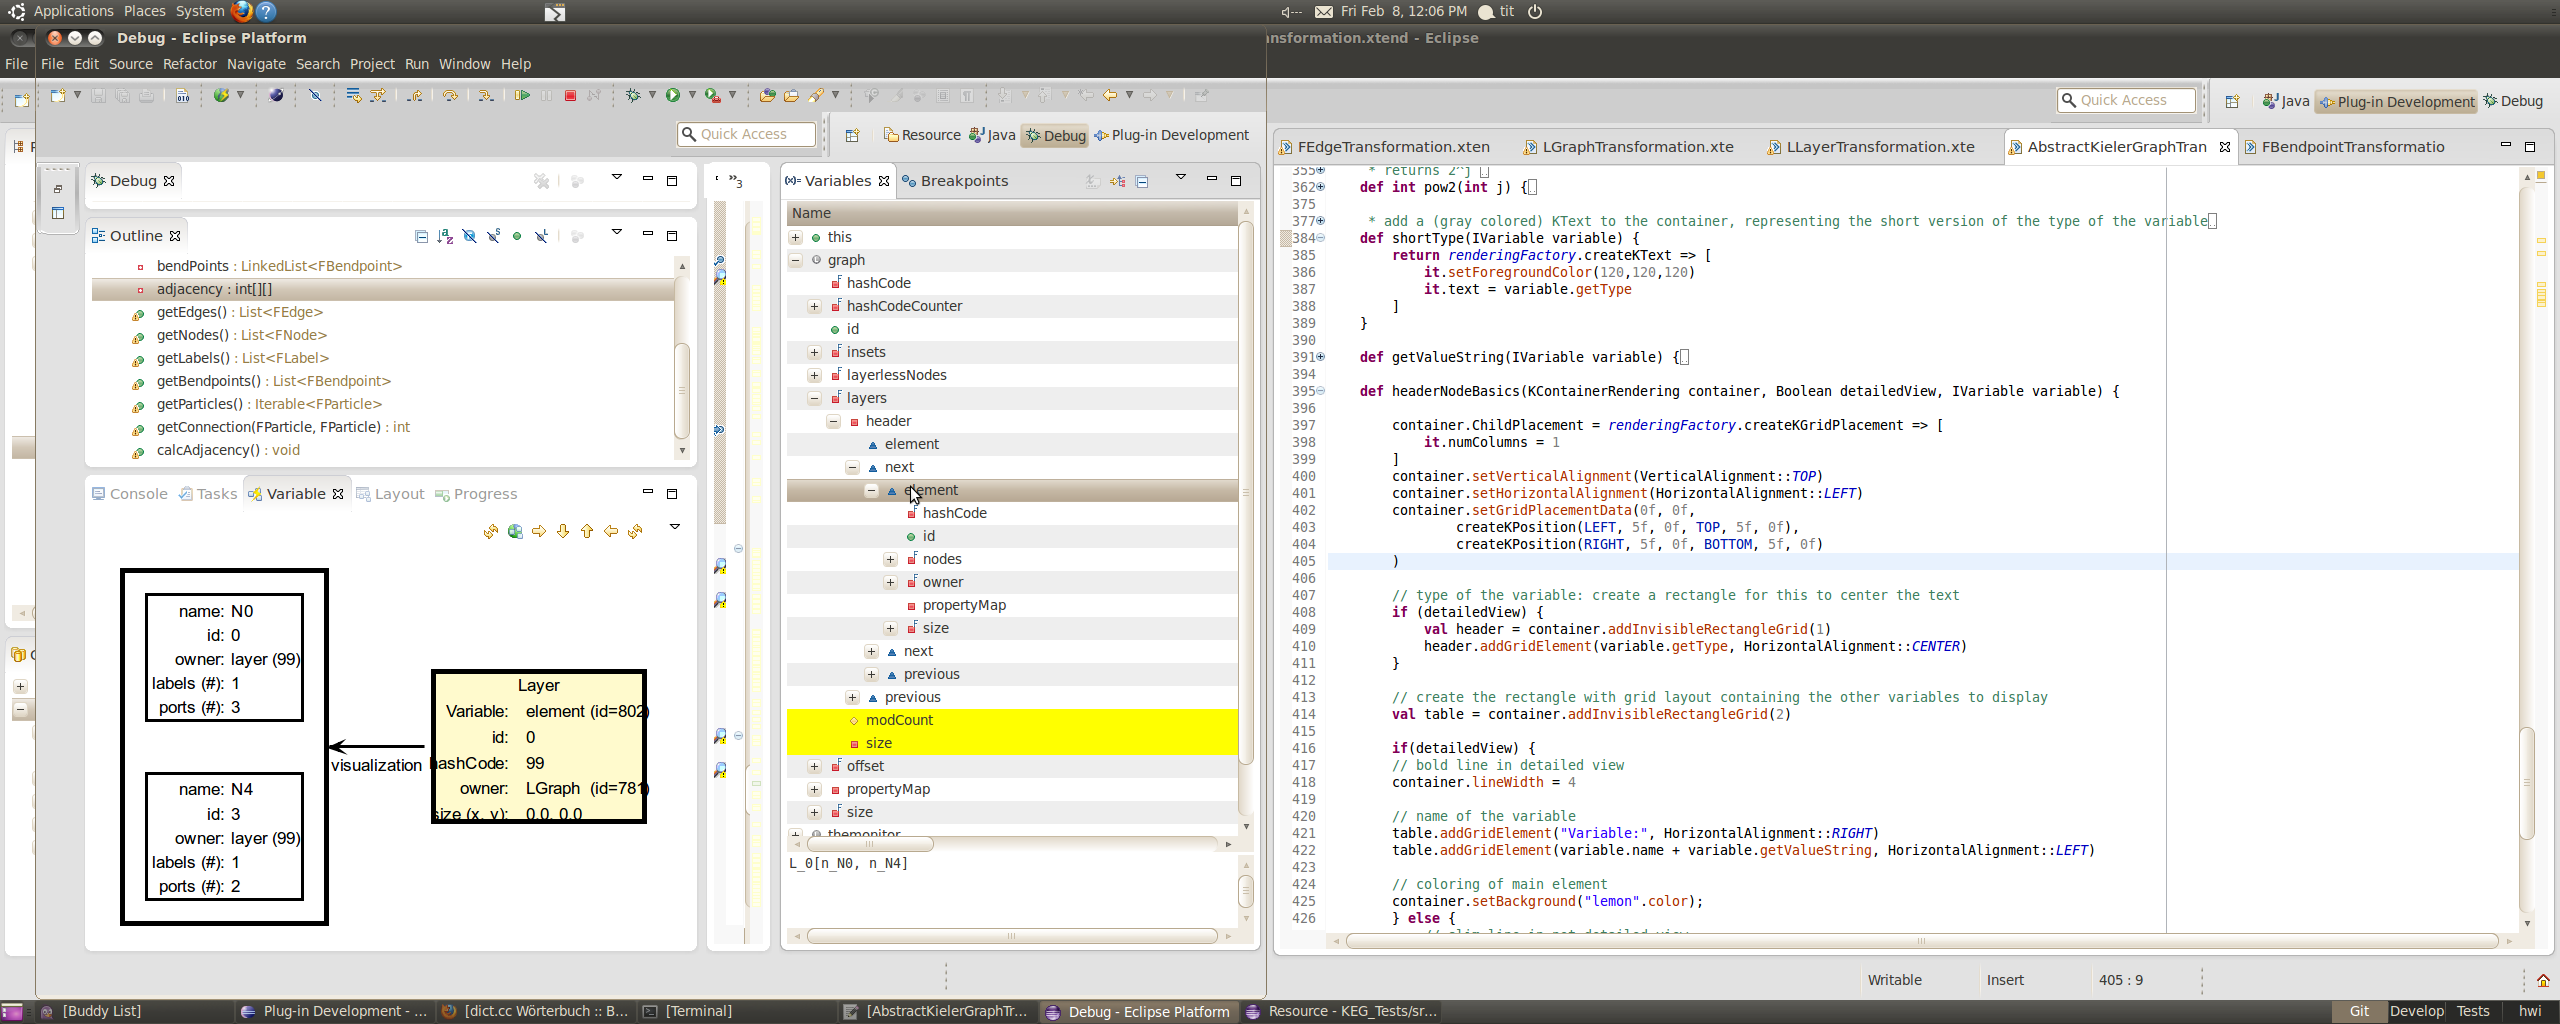 Applications Places System
Fri Feb 8, 12:06 PM tit
Debug - Eclipse Platform
nsformation.xtend - Eclipse
File File Edit Source Refactor Navigate Search Project Run Window Help
Quick Access
Resource Java Debug Plug-in Development
Quick Access
Java Plug-in Development Debug
Debug
Outline
bendPoints : LinkedList<FBendpoint>
adjacency : int[][]
getEdges() : List<FEdge>
getNodes() : List<FNode>
getLabels() : List<FLabel>
getBendpoints() : List<FBendpoint>
getParticles() : Iterable<FParticle>
getConnection(FParticle, FParticle) : int
calcAdjacency() : void
Console Tasks Variable Layout Progress
name: N0
id: 0
owner: layer (99)
labels (#): 1
ports (#): 3
name: N4
id: 3
owner: layer (99)
labels (#): 1
ports (#): 2
visualization
Layer
Variable: element (id=802)
id: 0
hashCode: 99
owner: LGraph (id=781)
size (x, y): 0.0, 0.0
»3
Variables Breakpoints
Name
this
graph
hashCode
hashCodeCounter
id
insets
layerlessNodes
layers
header
element
next
element
hashCode
id
nodes
owner
propertyMap
size
next
previous
previous
modCount
size
offset
propertyMap
size
themonitor
L_0[n_N0, n_N4]
FEdgeTransformation.xten LGraphTransformation.xte LLayerTransformation.xte AbstractKielerGraphTran FBendpointTransformatio
355 * returns 2^j
362 def int pow2(int j) {
375
377 * add a (gray colored) KText to the container, representing the short version of the type of the variable
384 def shortType(IVariable variable) {
385 return renderingFactory.createKText => [
386 it.setForegroundColor(120,120,120)
387 it.text = variable.getType
388 ]
389 }
390
391 def getValueString(IVariable variable) {
394
395 def headerNodeBasics(KContainerRendering container, Boolean detailedView, IVariable variable) {
396
397 container.ChildPlacement = renderingFactory.createKGridPlacement => [
398 it.numColumns = 1
399 ]
400 container.setVerticalAlignment(VerticalAlignment::TOP)
401 container.setHorizontalAlignment(HorizontalAlignment::LEFT)
402 container.setGridPlacementData(0f, 0f,
403 createKPosition(LEFT, 5f, 0f, TOP, 5f, 0f),
404 createKPosition(RIGHT, 5f, 0f, BOTTOM, 5f, 0f)
405 )
406
407 // type of the variable: create a rectangle for this to center the text
408 if (detailedView) {
409 val header = container.addInvisibleRectangleGrid(1)
410 header.addGridElement(variable.getType, HorizontalAlignment::CENTER)
411 }
412
413 // create the rectangle with grid layout containing the other variables to display
414 val table = container.addInvisibleRectangleGrid(2)
415
416 if(detailedView) {
417 // bold line in detailed view
418 container.lineWidth = 4
419
420 // name of the variable
421 table.addGridElement("Variable:", HorizontalAlignment::RIGHT)
422 table.addGridElement(variable.name + variable.getValueString, HorizontalAlignment::LEFT)
423
424 // coloring of main element
425 container.setBackground("lemon".color);
426 } else {
Writable Insert 405 : 9
[Buddy List] Plug-in Development - ... [dict.cc Wörterbuch :: B... [Terminal] [AbstractKielerGraphTr... Debug - Eclipse Platform Resource - KEG_Tests/sr... Git Develop Tests hwi